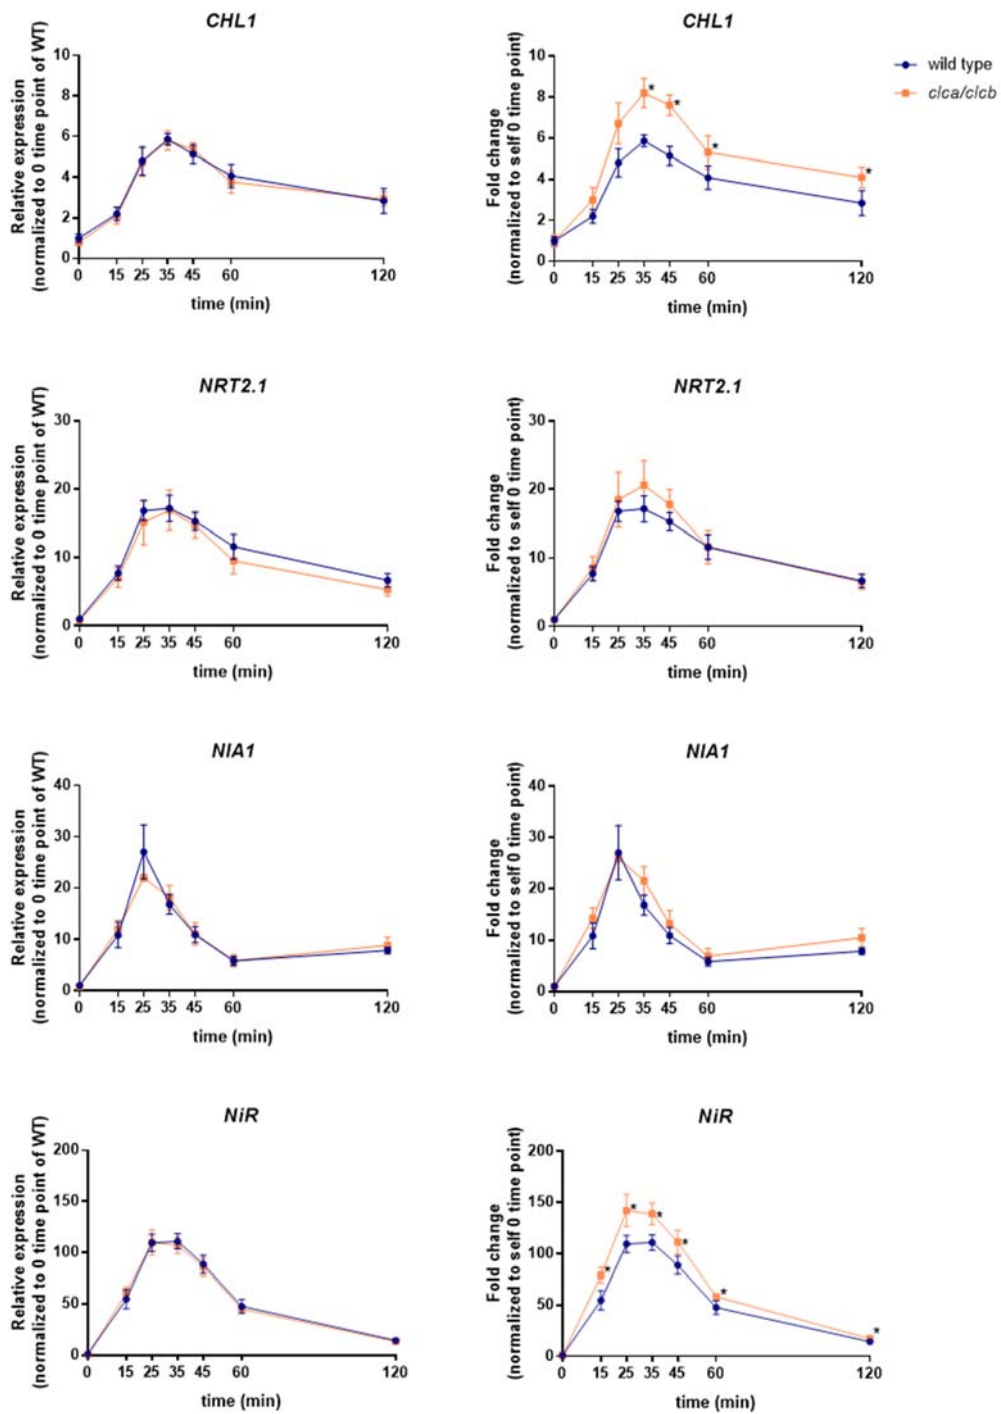 CHL1
Relative expression
(normalized to 0 time point of WT)
10
8
6
4
2
0
0 15 25 35 45 60 120
time (min)
CHL1
Fold change
(normalized to self 0 time point)
10
8
6
4
2
0
* * * *
0 15 25 35 45 60 120
time (min)
wild type
clca/clcb
NRT2.1
Relative expression
(normalized to 0 time point of WT)
30
20
10
0
0 15 25 35 45 60 120
time (min)
NRT2.1
Fold change
(normalized to self 0 time point)
30
20
10
0
0 15 25 35 45 60 120
time (min)
NIA1
Relative expression
(normalized to 0 time point of WT)
40
30
20
10
0
0 15 25 35 45 60 120
time (min)
NIA1
Fold change
(normalized to self 0 time point)
40
30
20
10
0
0 15 25 35 45 60 120
time (min)
NiR
Relative expression
(normalized to 0 time point of WT)
200
150
100
50
0
0 15 25 35 45 60 120
time (min)
NiR
Fold change
(normalized to self 0 time point)
200
150
100
50
0
* * * * * *
0 15 25 35 45 60 120
time (min)